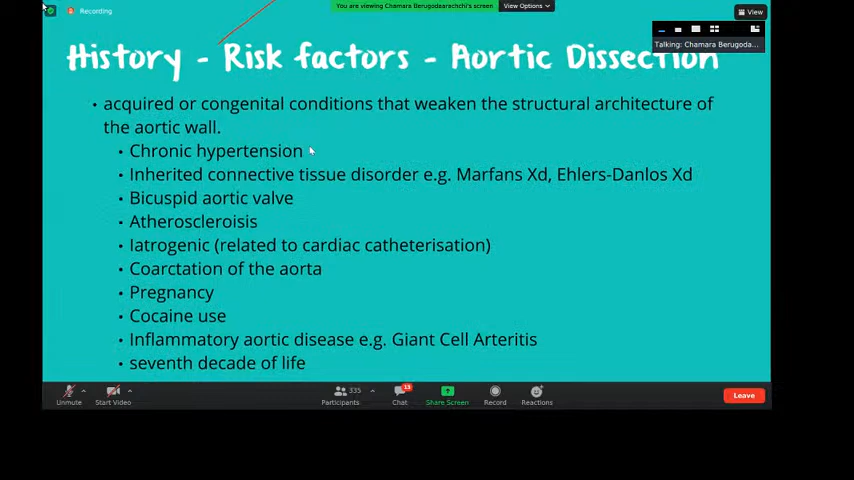 Recording
You are viewing Chamara Berugodaarachchi's screen
View Options
View
Talking: Chamara Berugoda...
History - Risk factors - Aortic Dissection
• acquired or congenital conditions that weaken the structural architecture of
the aortic wall.
• Chronic hypertension
• Inherited connective tissue disorder e.g. Marfans Xd, Ehlers-Danlos Xd
• Bicuspid aortic valve
• Atheroscleroisis
• Iatrogenic (related to cardiac catheterisation)
• Coarctation of the aorta
• Pregnancy
• Cocaine use
• Inflammatory aortic disease e.g. Giant Cell Arteritis
• seventh decade of life
Unmute
Start Video
335
Participants
33
Chat
Share Screen
Record
Reactions
Leave